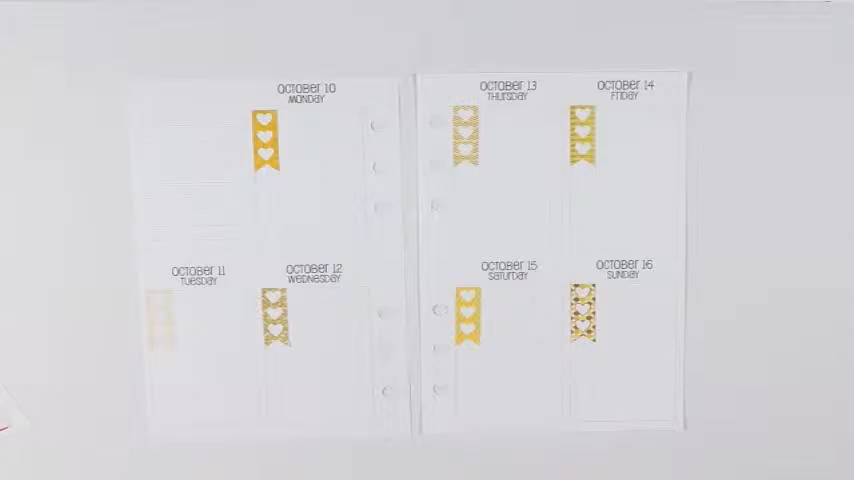 OCTOBER 10
MONDAY
OCTOBER 11
TUESDAY
OCTOBER 12
WEDNESDAY
OCTOBER 13
THURSDAY
OCTOBER 14
FRIDAY
OCTOBER 15
SATURDAY
OCTOBER 16
SUNDAY